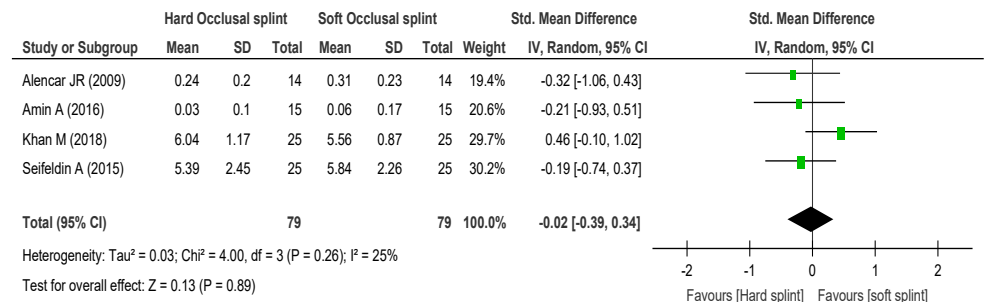 Hard Occlusal splint Soft Occlusal splint Std. Mean Difference Std. Mean Difference
Study or Subgroup Mean SD Total Mean SD Total Weight IV, Random, 95% CI IV, Random, 95% CI
Alencar JR (2009) 0.24 0.2 14 0.31 0.23 14 19.4% -0.32 [-1.06, 0.43]
Amin A (2016) 0.03 0.1 15 0.06 0.17 15 20.6% -0.21 [-0.93, 0.51]
Khan M (2018) 6.04 1.17 25 5.56 0.87 25 29.7% 0.46 [-0.10, 1.02]
Seifeldin A (2015) 5.39 2.45 25 5.84 2.26 25 30.2% -0.19 [-0.74, 0.37]
Total (95% CI) 79 79 100.0% -0.02 [-0.39, 0.34]
Heterogeneity: Tau² = 0.03; Chi² = 4.00, df = 3 (P = 0.26); I² = 25%
-2 -1 0 1 2
Test for overall effect: Z = 0.13 (P = 0.89)
Favours [Hard splint] Favours [soft splint]